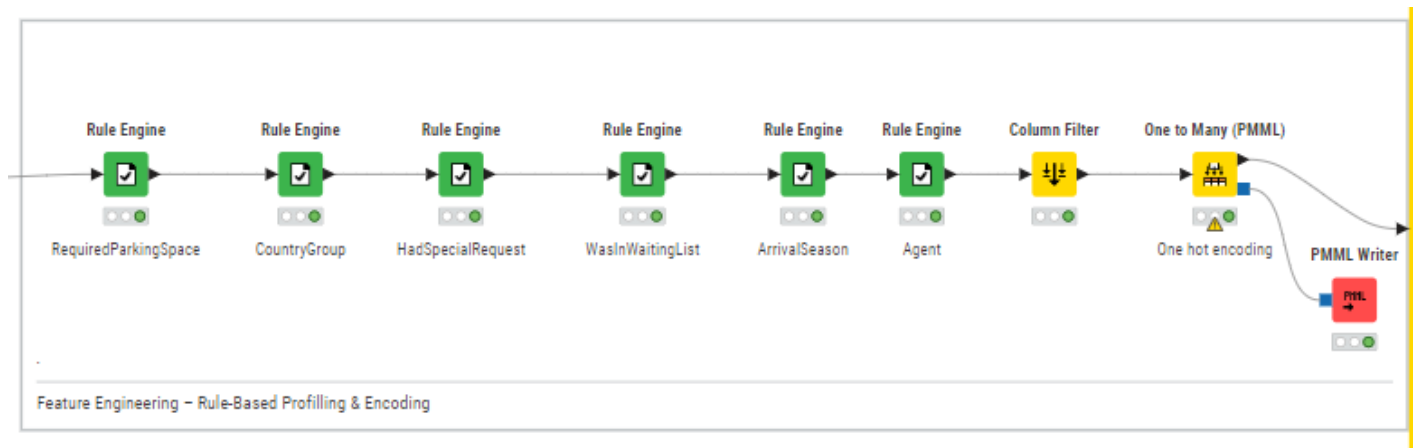 Rule Engine
Rule Engine
Rule Engine
Rule Engine
Rule Engine
Rule Engine
Column Filter
One to Many (PMML)
RequiredParkingSpace
CountryGroup
HadSpecialRequest
WasInWaitingList
ArrivalSeason
Agent
One hot encoding
PMML Writer
PMML
.
Feature Engineering – Rule-Based Profilling & Encoding